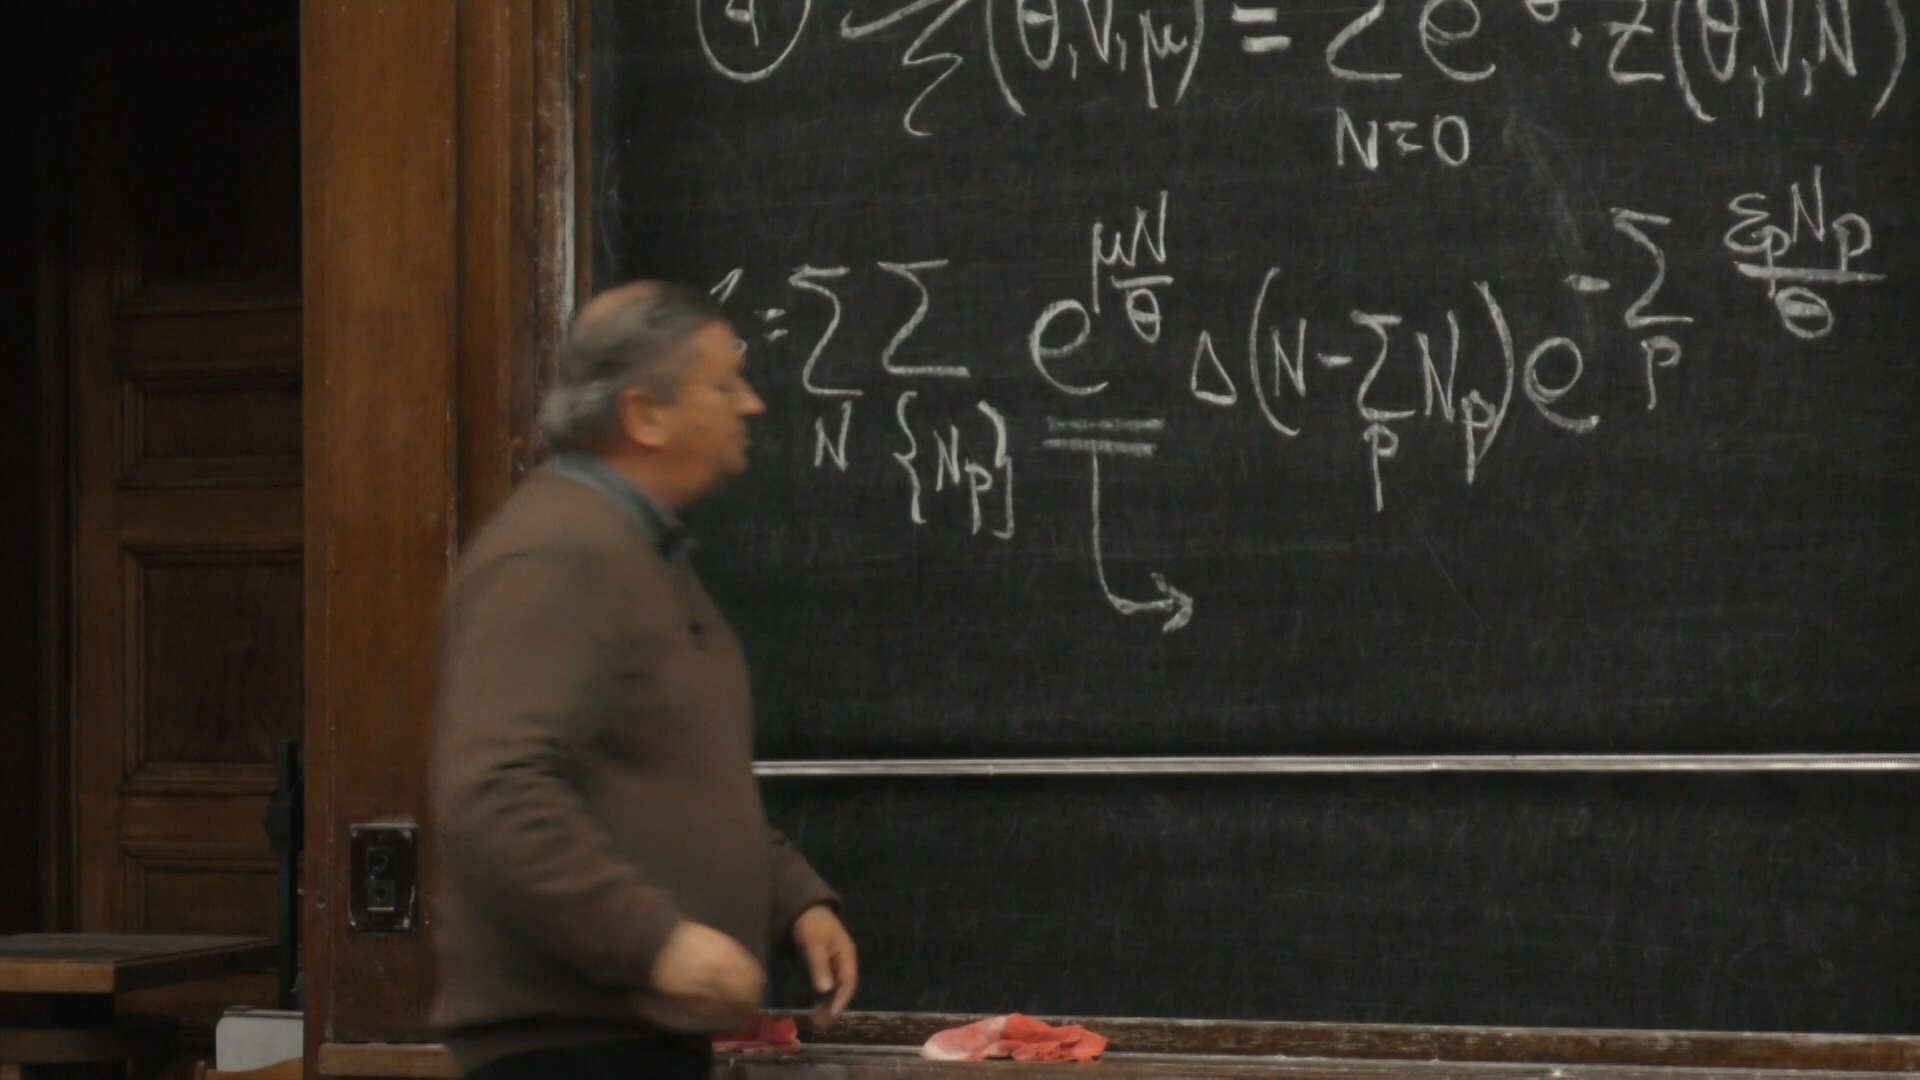 ④ ζ(θ,V,μ) = Σ e θ · Z(θ,V,N)
N=0
= Σ Σ e^{μN/θ} Δ(N-Σ N_p) e^{-Σ ε_p N_p/θ}
N {N_p} p p